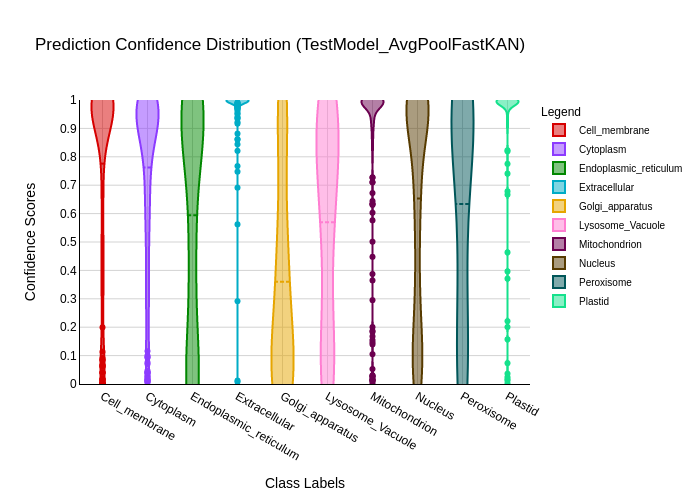 Prediction Confidence Distribution (TestModel_AvgPoolFastKAN)
Legend
Cell_membrane
Cytoplasm
Endoplasmic_reticulum
Extracellular
Golgi_apparatus
Lysosome_Vacuole
Mitochondrion
Nucleus
Peroxisome
Plastid
Confidence Scores
1
0.9
0.8
0.7
0.6
0.5
0.4
0.3
0.2
0.1
0
Cell_membrane
Cytoplasm
Endoplasmic_reticulum
Extracellular
Golgi_apparatus
Lysosome_Vacuole
Mitochondrion
Nucleus
Peroxisome
Plastid
Class Labels